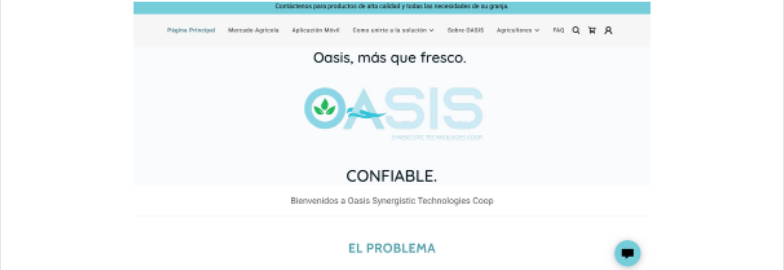 Contáctenos para productos de alta calidad y todas las necesidades de su granja.
Página Principal Mercado Agrícola Aplicación Móvil Como unirte a la solución Sobre OASIS Agricultores FAQ
Oasis, más que fresco.
OASIS
SYNERGISTIC TECHNOLOGIES COOP
CONFIABLE.
Bienvenidos a Oasis Synergistic Technologies Coop
EL PROBLEMA